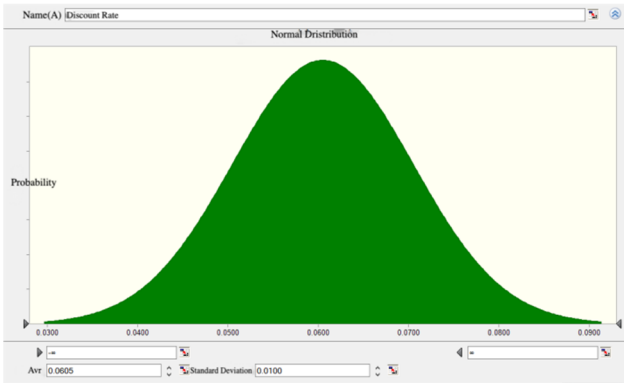 Name(A) Discount Rate
Normal Dristribution
Probability
0.0300 0.0400 0.0500 0.0600 0.0700 0.0800 0.0900
Avr 0.0605 Standard Deviation 0.0100